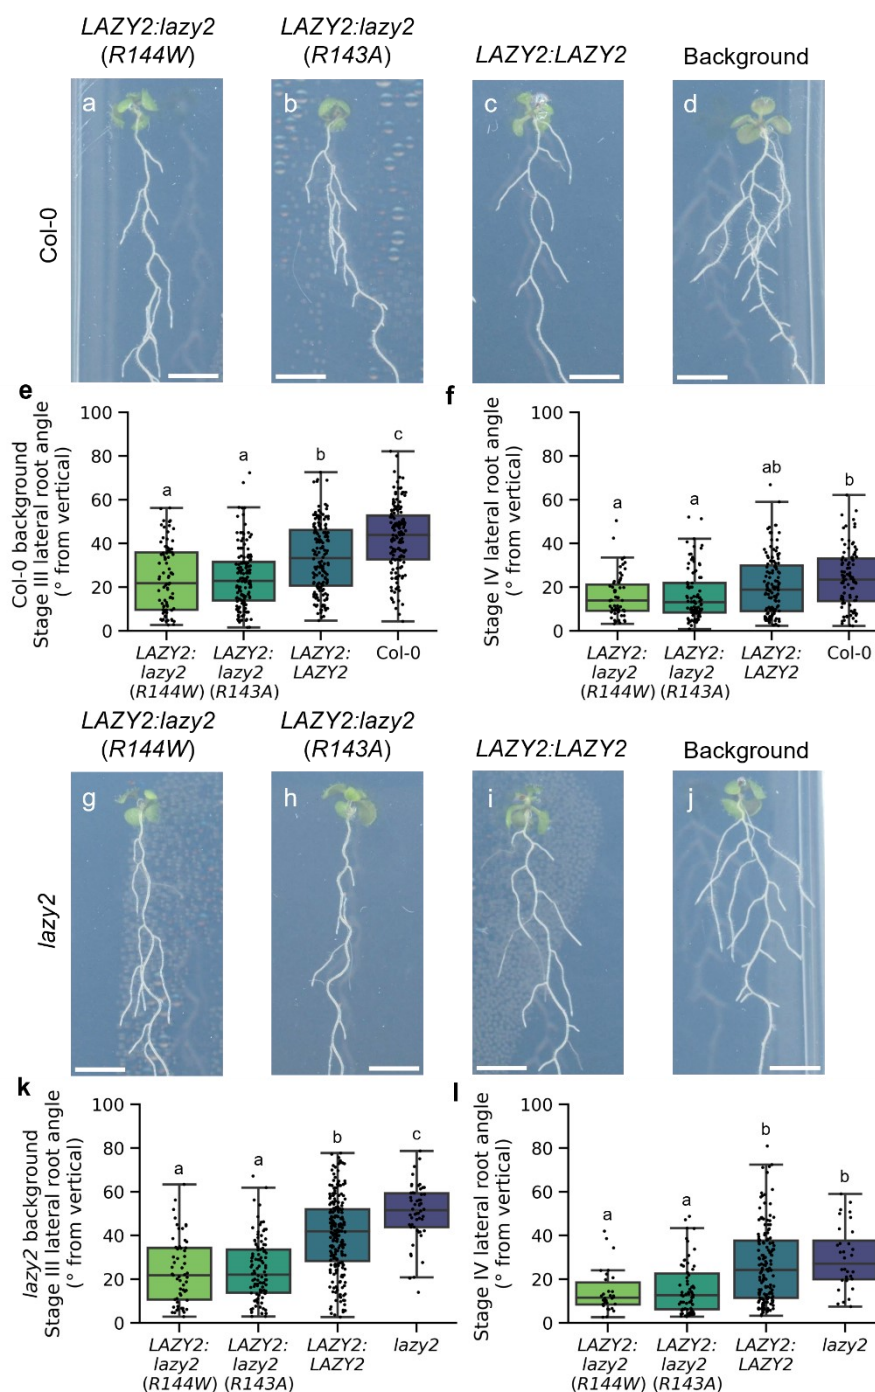 LAZY2:lazy2
(R144W)
LAZY2:lazy2
(R143A)
LAZY2:LAZY2
Background
Col-0
a
b
c
d
e
Col-0 background
Stage III lateral root angle
(° from vertical)
100
80
60
40
20
0
a
a
b
c
LAZY2:
lazy2
(R144W)
LAZY2:
lazy2
(R143A)
LAZY2:
LAZY2
Col-0
f
Stage IV lateral root angle
(° from vertical)
100
80
60
40
20
0
a
a
ab
b
LAZY2:
lazy2
(R144W)
LAZY2:
lazy2
(R143A)
LAZY2:
LAZY2
Col-0
LAZY2:lazy2
(R144W)
LAZY2:lazy2
(R143A)
LAZY2:LAZY2
Background
lazy2
g
h
i
j
k
lazy2 background
Stage III lateral root angle
(° from vertical)
100
80
60
40
20
0
a
a
b
c
LAZY2:
lazy2
(R144W)
LAZY2:
lazy2
(R143A)
LAZY2:
LAZY2
lazy2
l
Stage IV lateral root angle
(° from vertical)
100
80
60
40
20
0
a
a
b
b
LAZY2:
lazy2
(R144W)
LAZY2:
lazy2
(R143A)
LAZY2:
LAZY2
lazy2